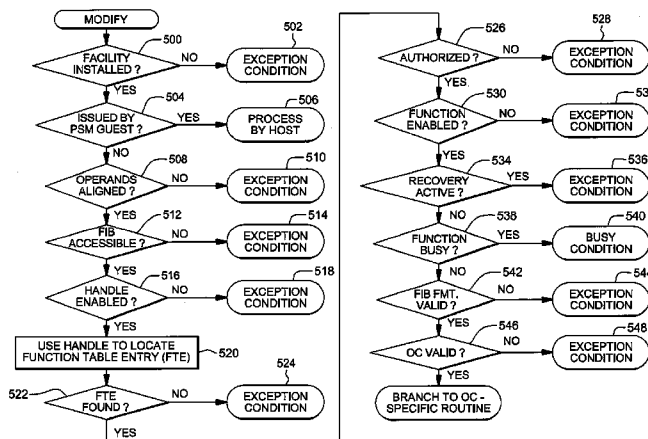 MODIFY
500
FACILITY
INSTALLED ?
NO
502
EXCEPTION
CONDITION
YES
504
ISSUED BY
PSM GUEST ?
YES
506
PROCESS
BY HOST
NO
508
OPERANDS
ALIGNED ?
NO
510
EXCEPTION
CONDITION
YES
512
FIB
ACCESSIBLE ?
NO
514
EXCEPTION
CONDITION
YES
516
HANDLE
ENABLED ?
NO
518
EXCEPTION
CONDITION
YES
USE HANDLE TO LOCATE
FUNCTION TABLE ENTRY (FTE)
520
522
FTE
FOUND ?
NO
524
EXCEPTION
CONDITION
YES
526
AUTHORIZED ?
NO
528
EXCEPTION
CONDITION
YES
530
FUNCTION
ENABLED ?
NO
EXCEPTION
CONDITION
YES
534
RECOVERY
ACTIVE ?
YES
536
EXCEPTION
CONDITION
NO
538
FUNCTION
BUSY ?
YES
540
BUSY
CONDITION
NO
542
FIB FMT.
VALID ?
NO
EXCEPTION
CONDITION
YES
546
OC VALID ?
NO
548
EXCEPTION
CONDITION
YES
BRANCH TO OC -
SPECIFIC ROUTINE